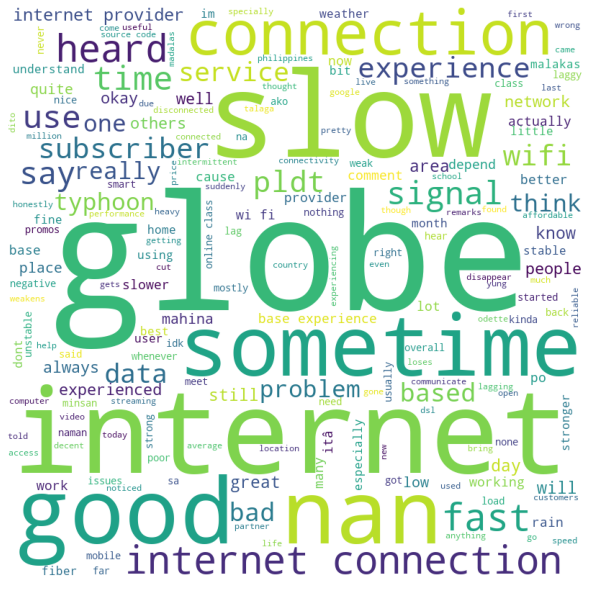 internet provider im specially weather first wrong
never come useful
source code
philippines now
connection
came
heard
understand
time service experience
bit malakas
laggy
quite
nice okay well thought ako class something last
live
google
use one due others
disconnected talaga
slow
network
actually
little
dito
million
subscriber
connected na
pretty
wifi
say really
intermittent connectivity weak
area depend
school better
honestly
smart price suddenly
cause
pldt
comment
signal
think
affordable
typhoon
performance heavy
wi fi provider nothing
month
though found
remarks
fine
promos
home getting
online class
lag
hear
know
stable
base
place using cut
globe
experiencing
country
right
even
disappear yung people
negative
gets slower mostly
started much
reliable
weakens
said
best
mahina
base experience
lot
kinda back
dont
unstable
help user idk
sometime
odette
overall
always data
whenever
loses
experienced
meet
still problem
usually
based
po
communicate lagging
stronger
computer
minsan
streaming
need gono
dsl open
told video today
naman strong
internet
none
access decent
average location
many
itâ
especially
new
bring
day
issues
noticed
poor
sa great
got low working will
work
partner
good
bad
nan
used load fast
customers
rain
anything
life
go speed
fiber mobile far
internet connection